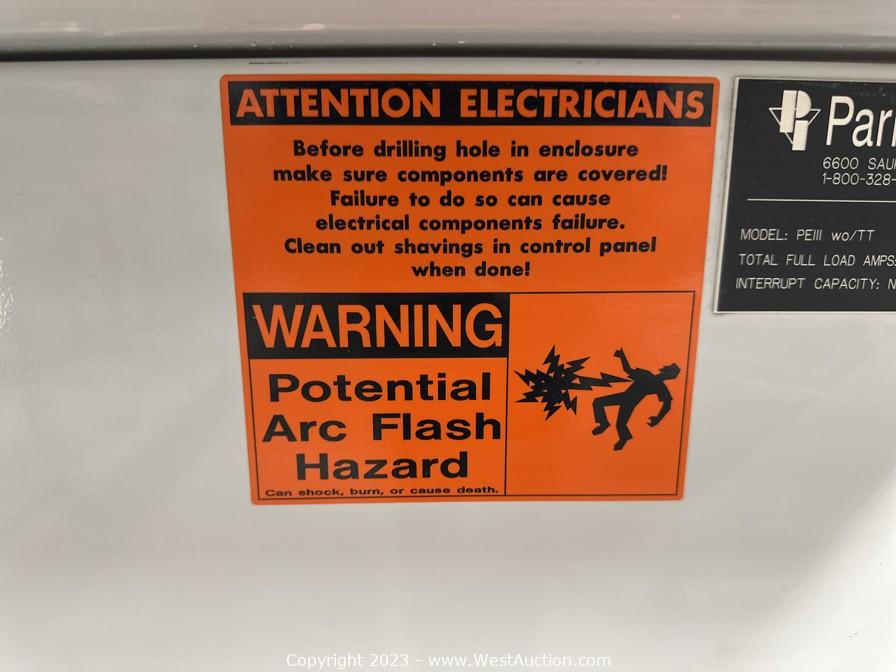 ATTENTION ELECTRICIANS
Before drilling hole in enclosure
make sure components are covered!
Failure to do so can cause
electrical components failure.
Clean out shavings in control panel
when done!
WARNING
Potential
Arc Flash
Hazard
Can shock, burn, or cause death.
6600
1-800-328-
MODEL: PEIII wo/TT
TOTAL FULL LOAD AMPS:
INTERRUPT CAPACITY:
Copyright 2023 - www.WestAuction.com